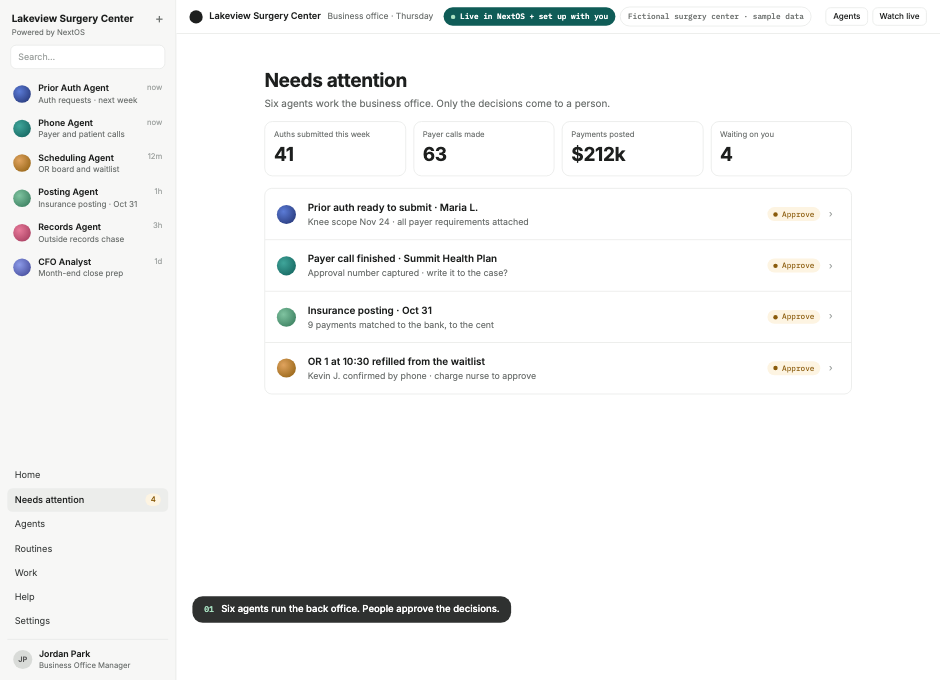 Lakeview Surgery Center
+
Powered by NextOS
Search...
Prior Auth Agent
now
Auth requests · next week
Phone Agent
now
Payer and patient calls
Scheduling Agent
12m
OR board and waitlist
Posting Agent
1h
Insurance posting · Oct 31
Records Agent
3h
Outside records chase
CFO Analyst
1d
Month-end close prep
Home
Needs attention
4
Agents
Routines
Work
Help
Settings
JP
Jordan Park
Business Office Manager
Lakeview Surgery Center
Business office · Thursday
Live in NextOS + set up with you
Fictional surgery center · sample data
Agents
Watch live
Needs attention
Six agents work the business office. Only the decisions come to a person.
Auths submitted this week
41
Payer calls made
63
Payments posted
$212k
Waiting on you
4
Prior auth ready to submit · Maria L.
Knee scope Nov 24 · all payer requirements attached
Approve
Payer call finished · Summit Health Plan
Approval number captured · write it to the case?
Approve
Insurance posting · Oct 31
9 payments matched to the bank, to the cent
Approve
OR 1 at 10:30 refilled from the waitlist
Kevin J. confirmed by phone · charge nurse to approve
Approve
01 Six agents run the back office. People approve the decisions.